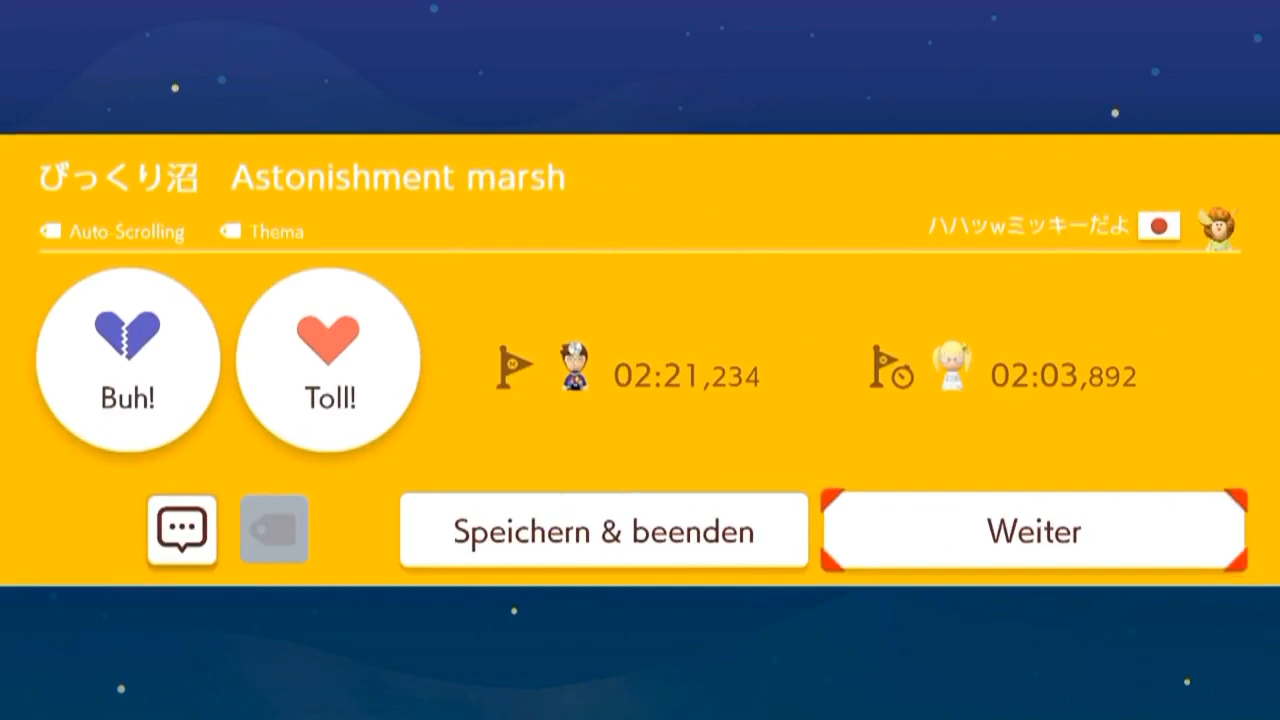 びっくり沼　Astonishment marsh
Auto-Scrolling Thema
ハハッwミッキーだよ
Buh! Toll!
02:21,234 02:03,892
Speichern & beenden Weiter